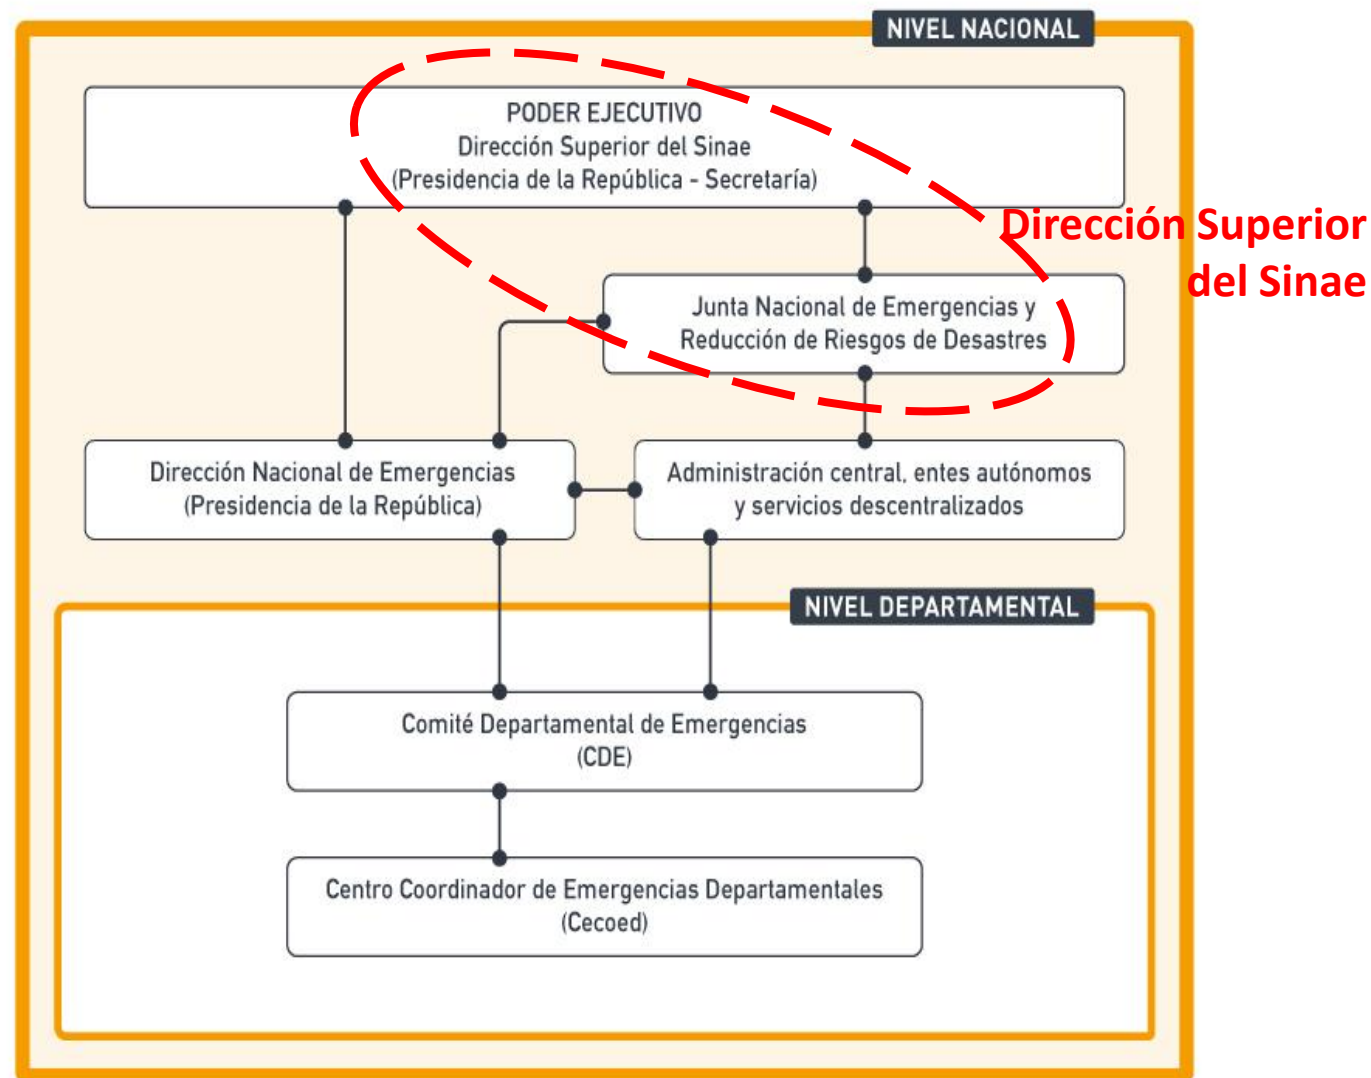 NIVEL NACIONAL
PODER EJECUTIVO
Dirección Superior del Sinae
(Presidencia de la República - Secretaría)
Dirección Superior
del Sinae
Junta Nacional de Emergencias y
Reducción de Riesgos de Desastres
Dirección Nacional de Emergencias
(Presidencia de la República)
Administración central, entes autónomos
y servicios descentralizados
NIVEL DEPARTAMENTAL
Comité Departamental de Emergencias
(CDE)
Centro Coordinador de Emergencias Departamentales
(Cecoed)